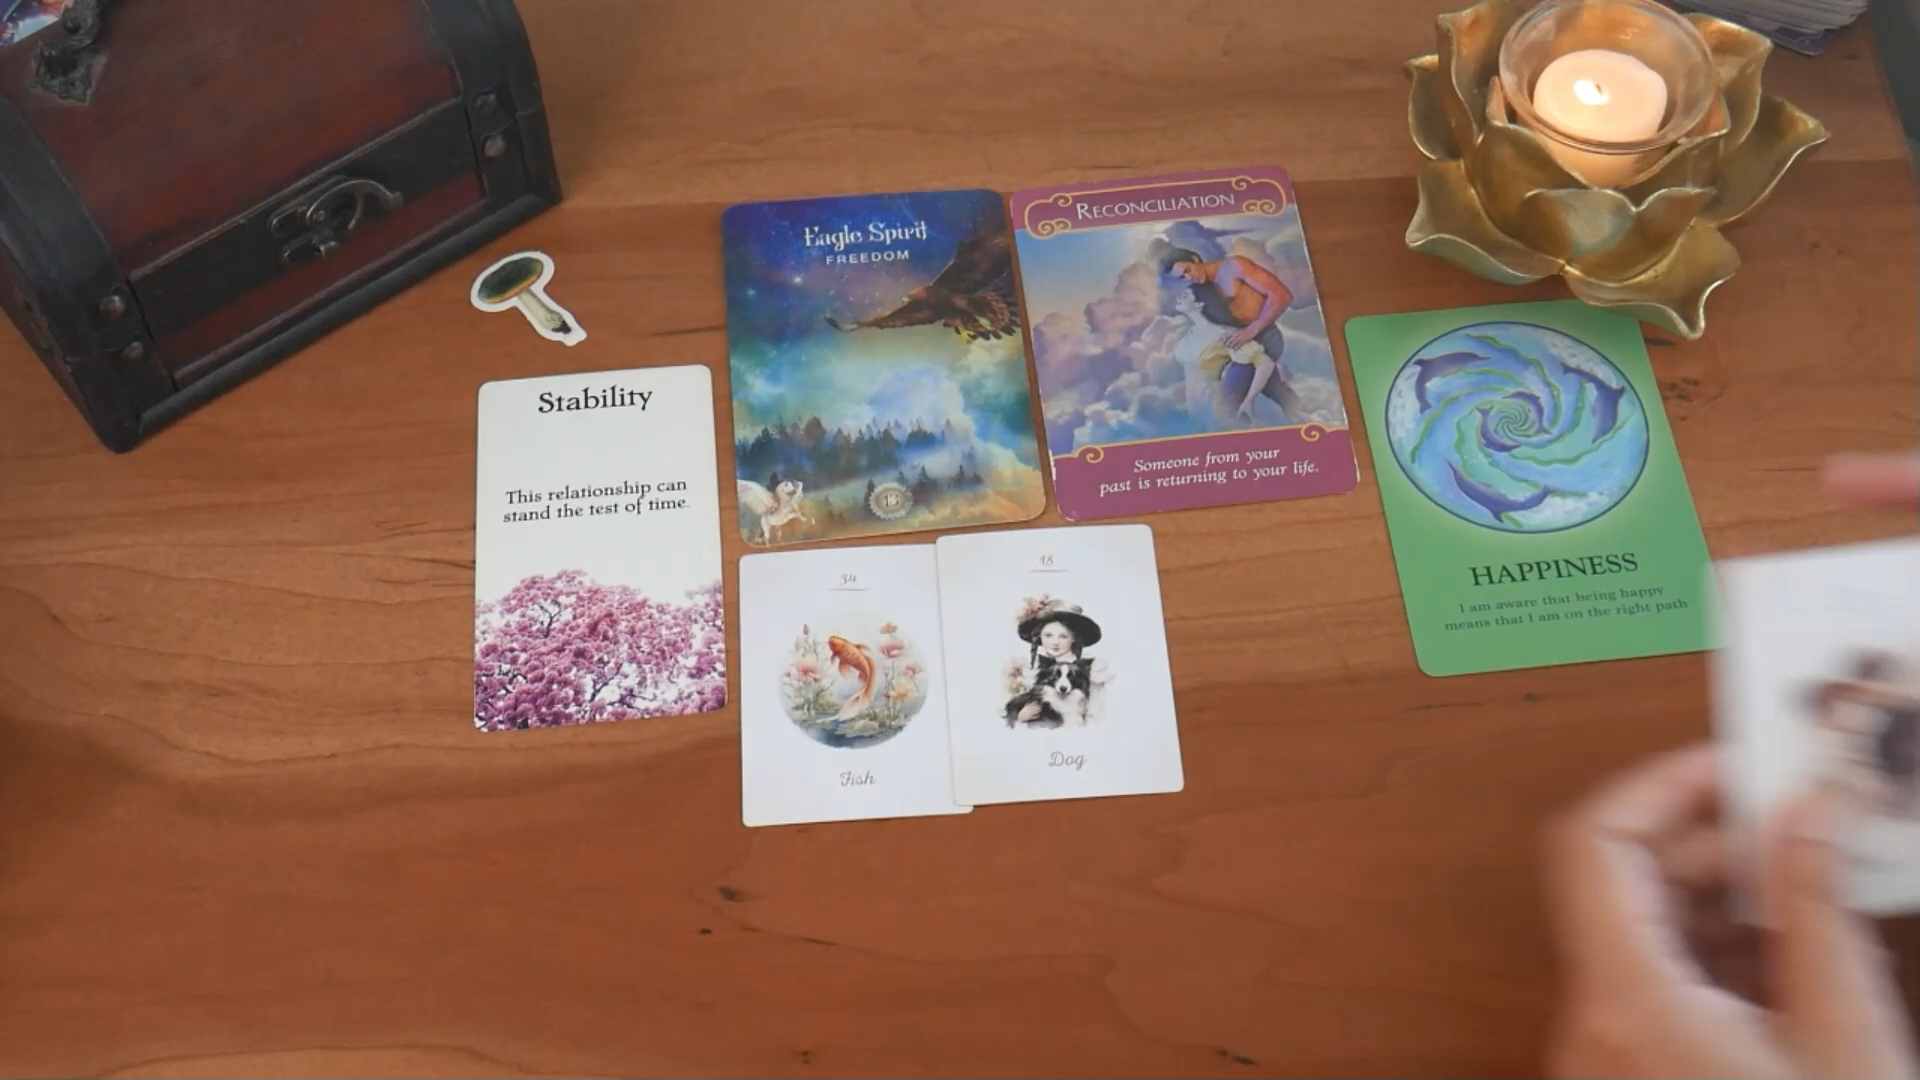 Stability
This relationship can
stand the test of time.
Eagle Spirit
FREEDOM
13
RECONCILIATION
Someone from your
past is returning to your life.
HAPPINESS
I am aware that being happy
means that I am on the right path
34
Fish
18
Dog